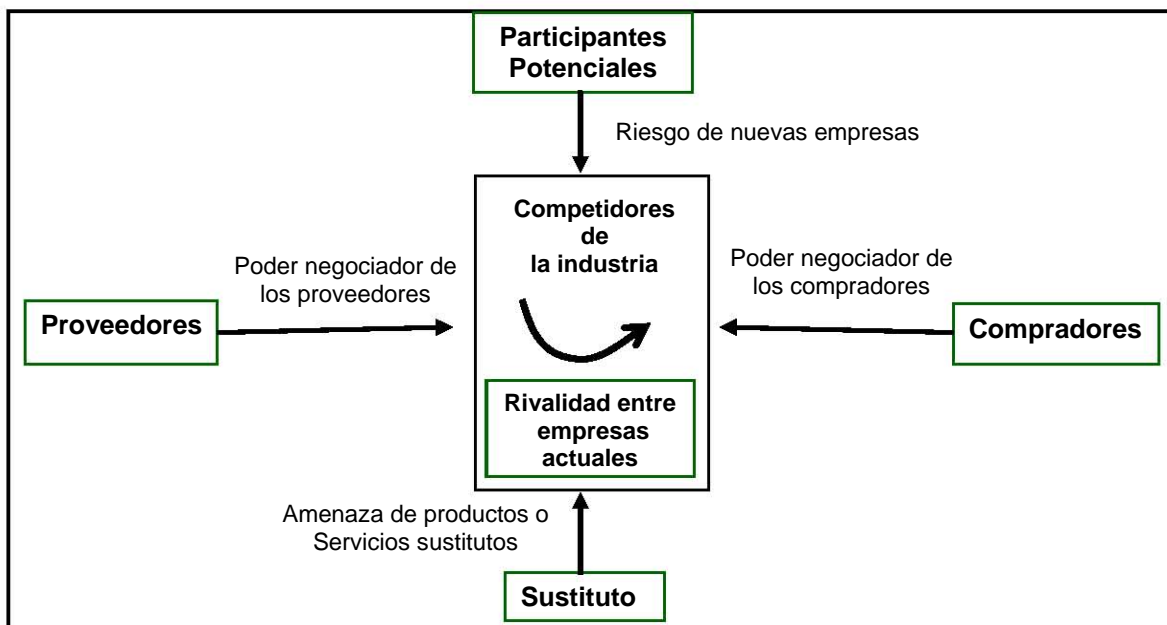 Participantes
Potenciales
Riesgo de nuevas empresas
Competidores
de
la industria
Poder negociador de
los proveedores
Poder negociador de
los compradores
Proveedores
Compradores
Rivalidad entre
empresas
actuales
Amenaza de productos o
Servicios sustitutos
Sustituto